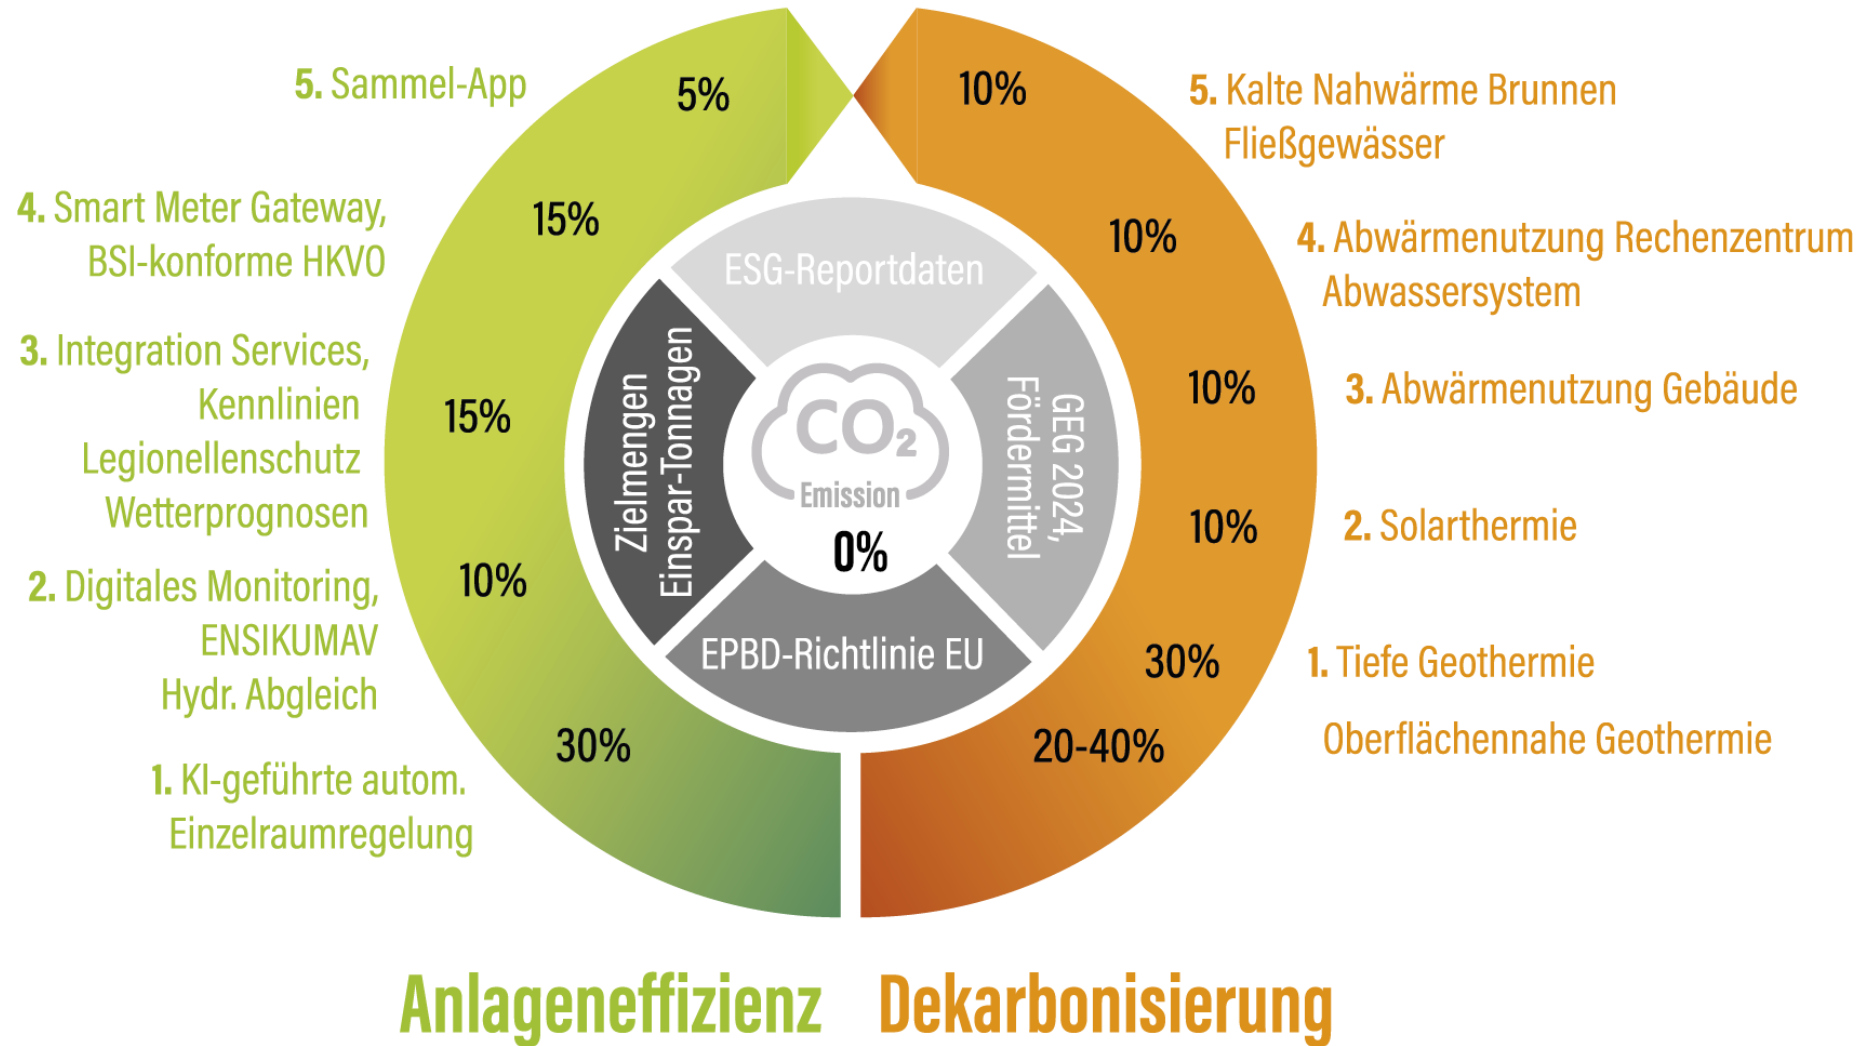 5. Sammel-App
5%
4. Smart Meter Gateway,
BSI-konforme HKVO
15%
3. Integration Services,
Kennlinien
Legionellenschutz
Wetterprognosen
15%
2. Digitales Monitoring,
ENSIKUMAV
Hydr. Abgleich
10%
1. KI-geführte autom.
Einzelraumregelung
30%
ESG-Reportdaten
Zielmengen
Einspar-Tonnagen
GEG 2024,
Fördermittel
EPBD-Richtlinie EU
CO₂
Emission
0%
10%
5. Kalte Nahwärme Brunnen
Fließgewässer
10%
4. Abwärmenutzung Rechenzentrum
Abwassersystem
10%
3. Abwärmenutzung Gebäude
10%
2. Solarthermie
30%
1. Tiefe Geothermie
20-40%
Oberflächennahe Geothermie
Anlageneffizienz
Dekarbonisierung